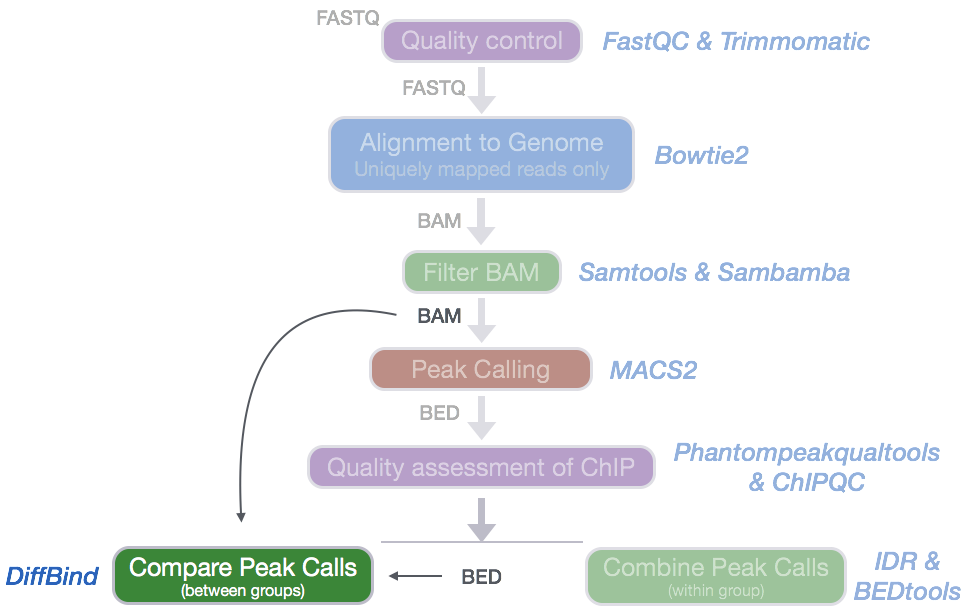 FASTQ
Quality control
FastQC & Trimmomatic
FASTQ
Alignment to Genome
Uniquely mapped reads only
Bowtie2
BAM
Filter BAM
Samtools & Sambamba
BAM
Peak Calling
MACS2
BED
Quality assessment of ChIP
Phantompeakqualtools
& ChIPQC
DiffBind
Compare Peak Calls
(between groups)
BED
Combine Peak Calls
(within group)
IDR &
BEDtools